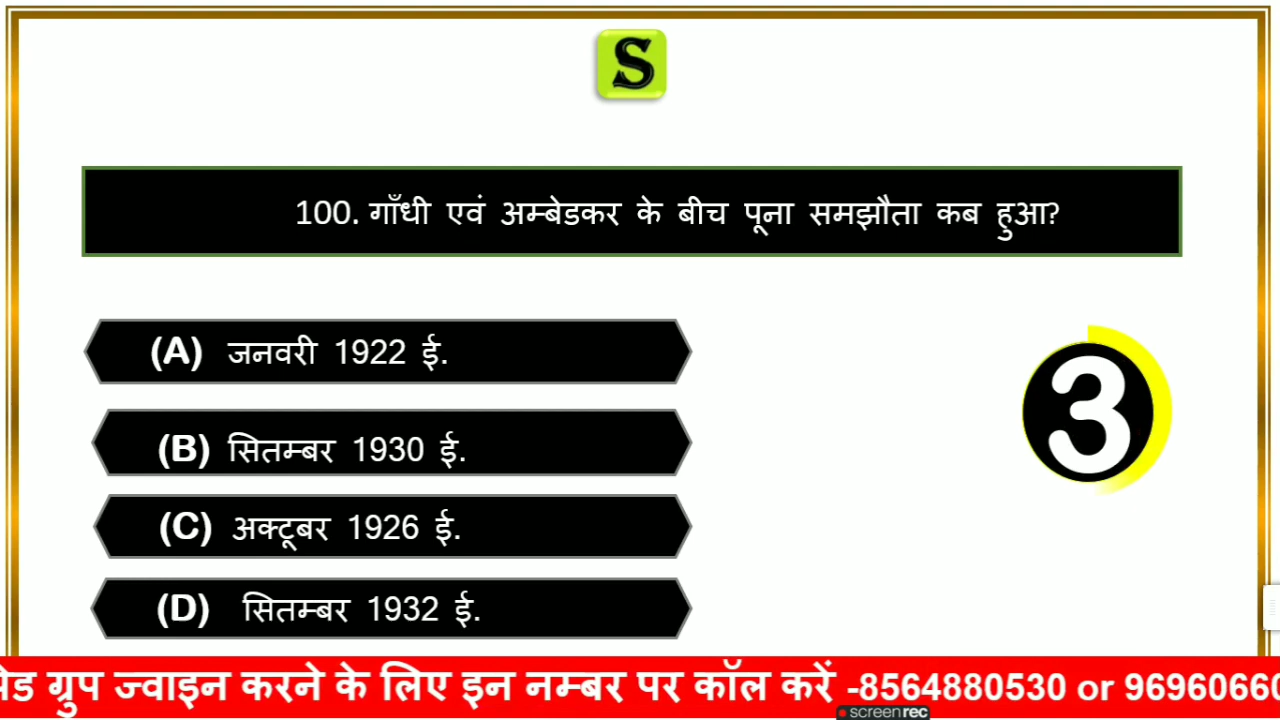 S
100. गाँधी एवं अम्बेडकर के बीच पूना समझौता कब हुआ?
(A) जनवरी 1922 ई.
(B) सितम्बर 1930 ई.
(C) अक्टूबर 1926 ई.
(D) सितम्बर 1932 ई.
3
ग्रुप ज्वाइन करने के लिए इन नम्बर पर कॉल करें -8564880530 or 96960660
screenrec